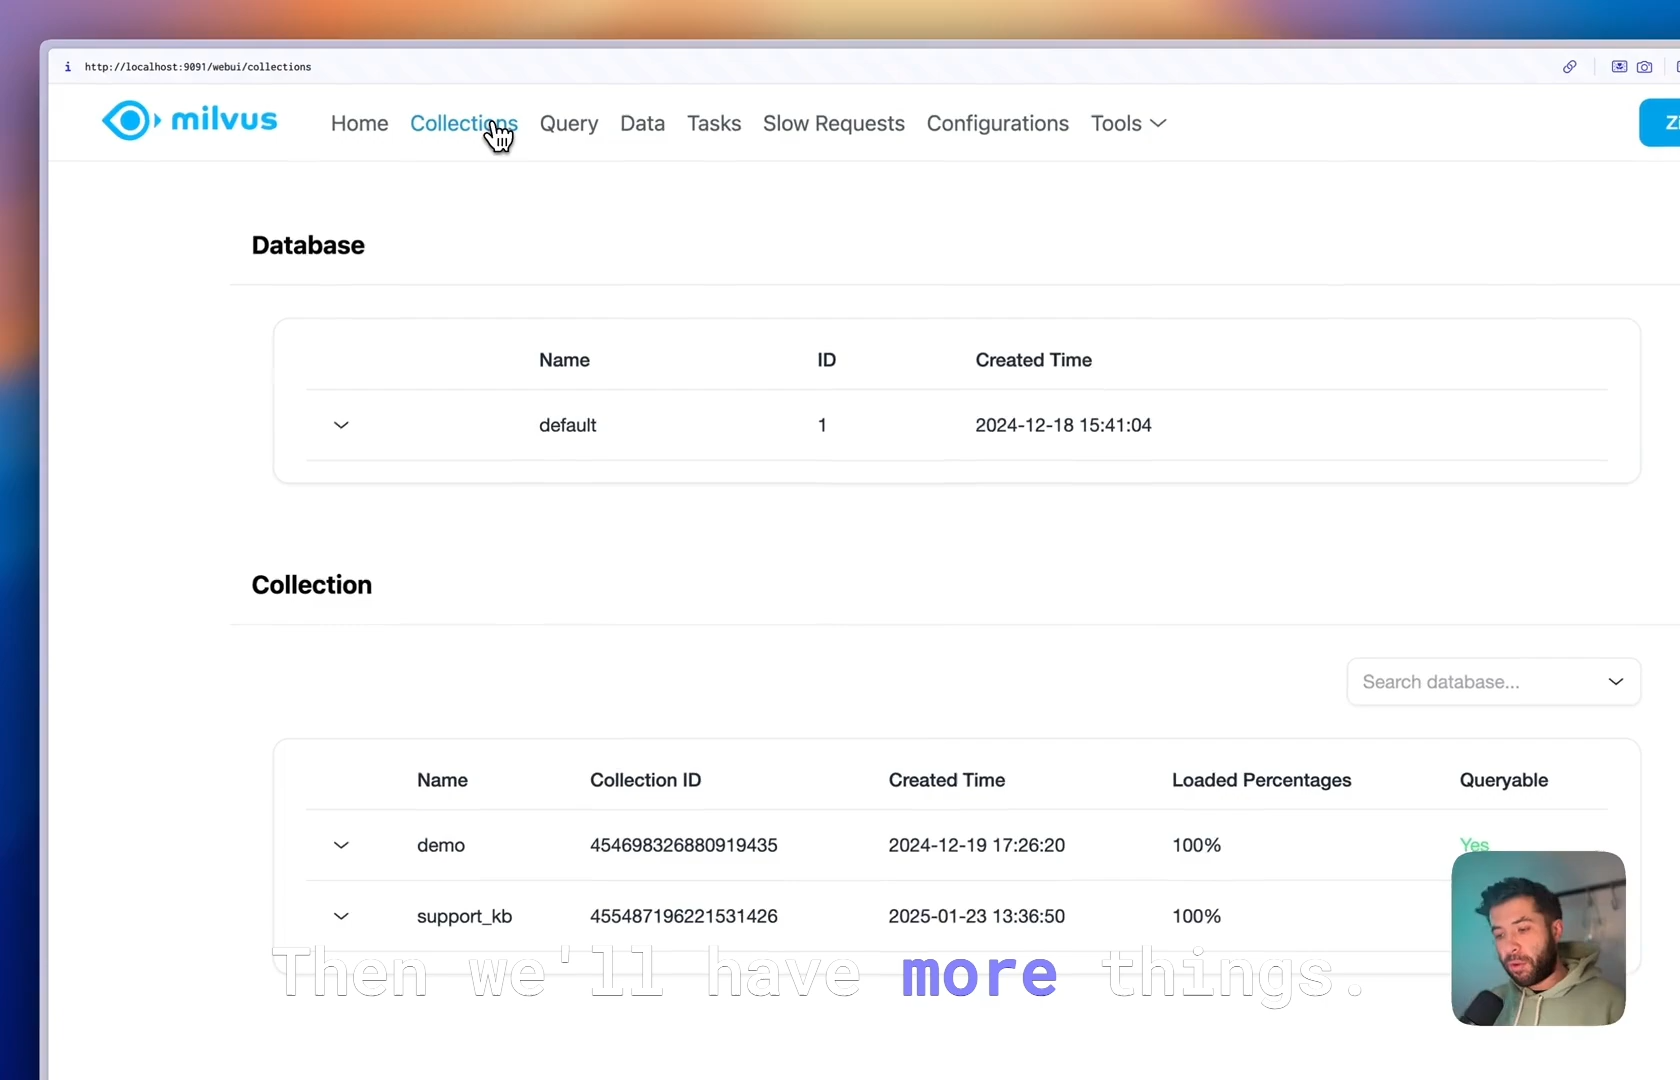 i http://localhost:9091/webui/collections
milvus Home Collections Query Data Tasks Slow Requests Configurations Tools
Database
Name ID Created Time
default 1 2024-12-18 15:41:04
Collection
Search database...
Name Collection ID Created Time Loaded Percentages Queryable
demo 454698326880919435 2024-12-19 17:26:20 100% Yes
support_kb 455487196221531426 2025-01-23 13:36:50 100%
Then we'll have more things.